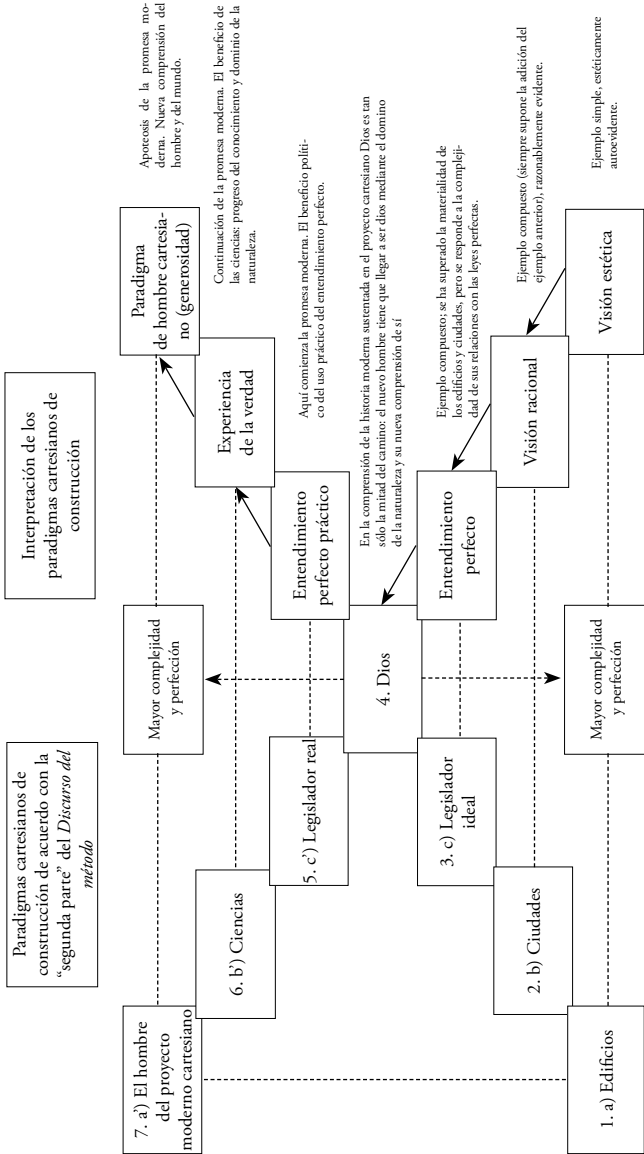 Paradigmas cartesianos de
construcción de acuerdo con la
“segunda parte” del Discurso del
método
Interpretación de los
paradigmas cartesianos de
construcción
7. a’) El hombre
del proyecto
moderno cartesiano
Mayor complejidad
y perfección
Paradigma
de hombre cartesia-
no (generosidad)
Apoteosis de la promesa mo-
derna. Nueva comprensión del
hombre y del mundo.
6. b’) Ciencias
Experiencia
de la verdad
Continuación de la promesa moderna. El beneficio de
las ciencias: progreso del conocimiento y dominio de la
naturaleza.
5. c’) Legislador real
Entendimiento
perfecto práctico
Aquí comienza la promesa moderna. El beneficio políti-
co del uso práctico del entendimiento perfecto.
4. Dios
En la comprensión de la historia moderna sustentada en el proyecto cartesiano Dios es tan
sólo la mitad del camino: el nuevo hombre tiene que llegar a ser dios mediante el domino
de la naturaleza y su nueva comprensión de sí
3. c) Legislador
ideal
Entendimiento
perfecto
Ejemplo compuesto; se ha superado la materialidad de
los edificios y ciudades, pero se responde a la compleji-
dad de sus relaciones con las leyes perfectas.
2. b) Ciudades
Visión racional
Ejemplo compuesto (siempre supone la adición del
ejemplo anterior), razonablemente evidente.
1. a) Edificios
Mayor complejidad
y perfección
Visión estética
Ejemplo simple, estéticamente
autoevidente.